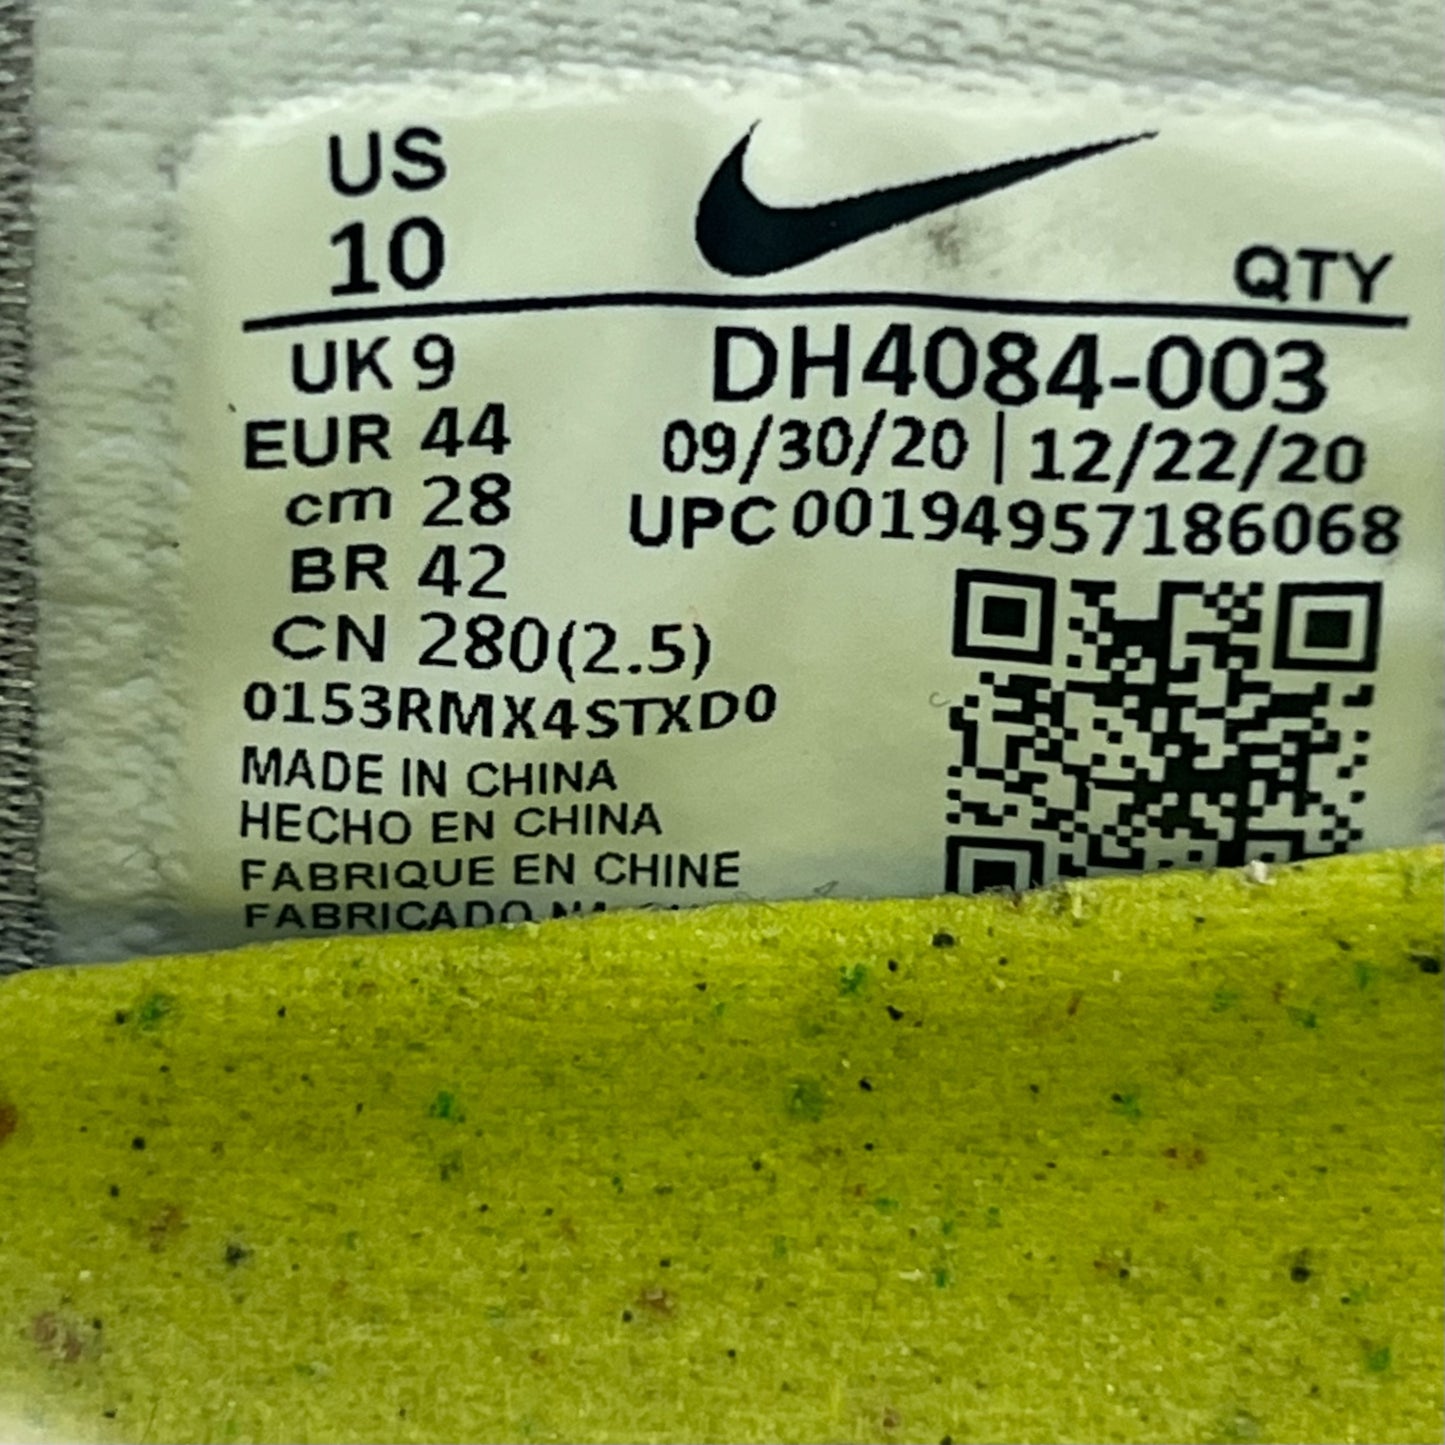 US
10
QTY
UK 9
EUR 44
cm 28
BR 42
CN 280(2.5)
DH4084-003
09/30/20 | 12/22/20
UPC 00194957186068
0153RMX4STXD0
MADE IN CHINA
HECHO EN CHINA
FABRIQUE EN CHINE
FABRICADO